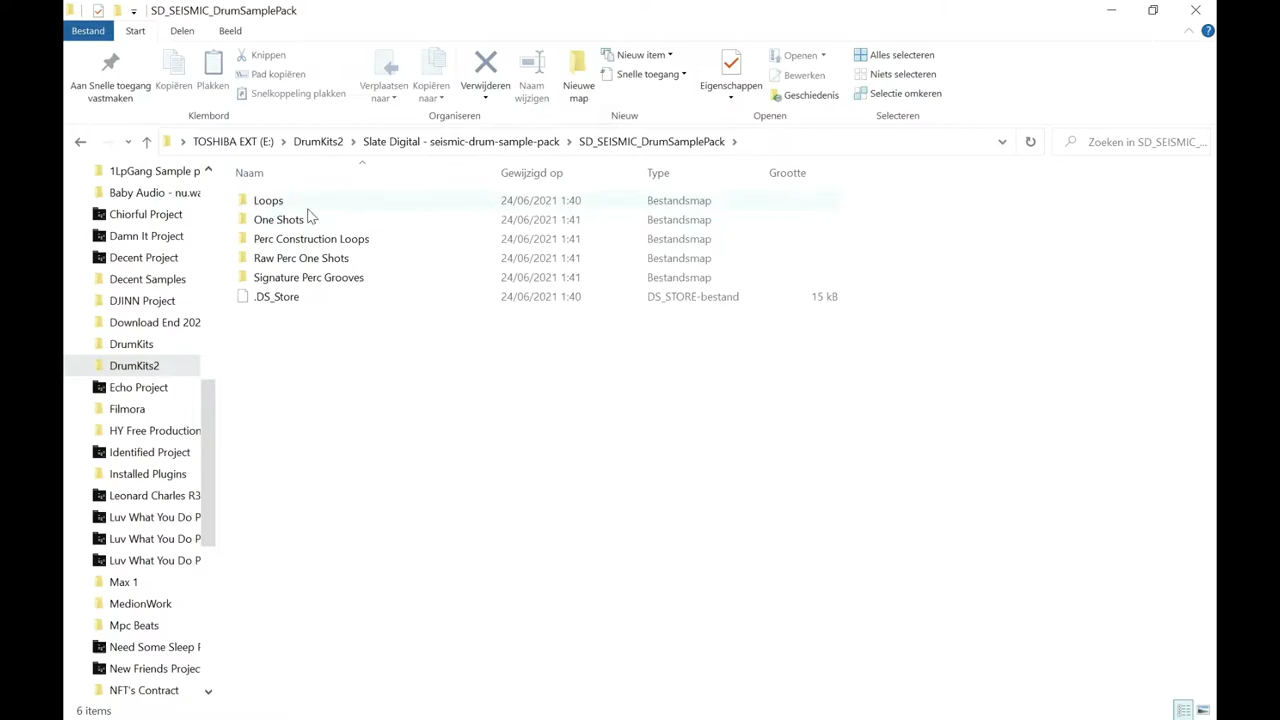 SD_SEISMIC_DrumSamplePack
Bestand Start Delen Beeld
Aan Snelle toegang vastmaken
Kopiëren
Plakken
Knippen
Pad kopiëren
Snelkoppeling plakken
Klembord
Verplaatsen naar
Kopiëren naar
Verwijderen
Naam wijzigen
Organiseren
Nieuwe map
Nieuw item
Snelle toegang
Nieuw
Eigenschappen
Openen
Bewerken
Geschiedenis
Openen
Alles selecteren
Niets selecteren
Selectie omkeren
Selecteren
TOSHIBA EXT (E:) DrumKits2 Slate Digital - seismic-drum-sample-pack SD_SEISMIC_DrumSamplePack
Zoeken in SD_SEISMIC_...
1LpGang Sample p
Baby Audio - nu.wa
Chiorful Project
Damn It Project
Decent Project
Decent Samples
DJINN Project
Download End 202
DrumKits
DrumKits2
Echo Project
Filmora
HY Free Production
Identified Project
Installed Plugins
Leonard Charles R3
Luv What You Do P
Luv What You Do P
Luv What You Do P
Max 1
MedionWork
Mpc Beats
Need Some Sleep P
New Friends Projec
NFT's Contract
Naam Gewijzigd op Type Grootte
Loops 24/06/2021 1:40 Bestandsmap
One Shots 24/06/2021 1:41 Bestandsmap
Perc Construction Loops 24/06/2021 1:41 Bestandsmap
Raw Perc One Shots 24/06/2021 1:41 Bestandsmap
Signature Perc Grooves 24/06/2021 1:41 Bestandsmap
.DS_Store 24/06/2021 1:40 DS_STORE-bestand 15 kB
6 items